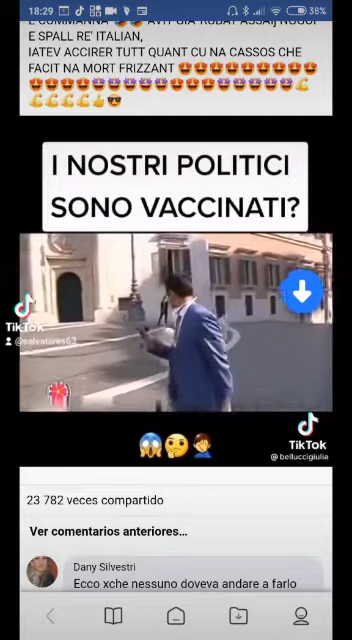 18:29
38%
E SPALL RE' ITALIAN,
IATEV ACCIRER TUTT QUANT CU NA CASSOS CHE
FACIT NA MORT FRIZZANT
I NOSTRI POLITICI
SONO VACCINATI?
TikTok
@salvatores63
TikTok
@belluccigiulia
23 782 veces compartido
Ver comentarios anteriores...
Dany Silvestri
Ecco xche nessuno doveva andare a farlo